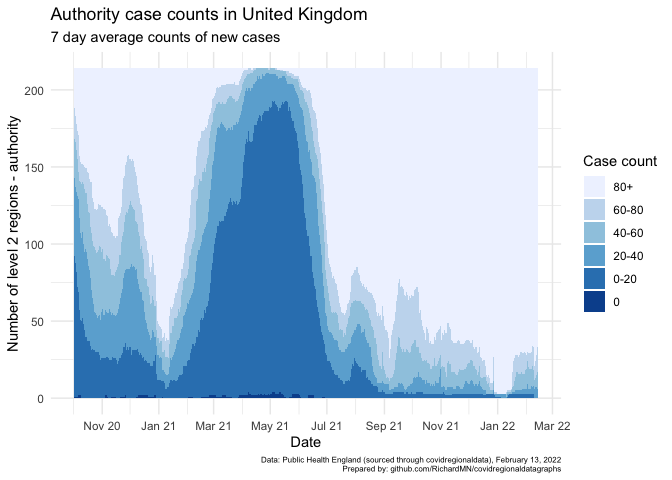 Authority case counts in United Kingdom
7 day average counts of new cases
Number of level 2 regions - authority
200
150
100
50
0
Nov 20 Jan 21 Mar 21 May 21 Jul 21 Sep 21 Nov 21 Jan 22 Mar 22
Date
Case count
80+
60-80
40-60
20-40
0-20
0
Data: Public Health England (sourced through covidregionaldata), February 13, 2022
Prepared by: github.com/RichardMN/covidregionaldatagraphs